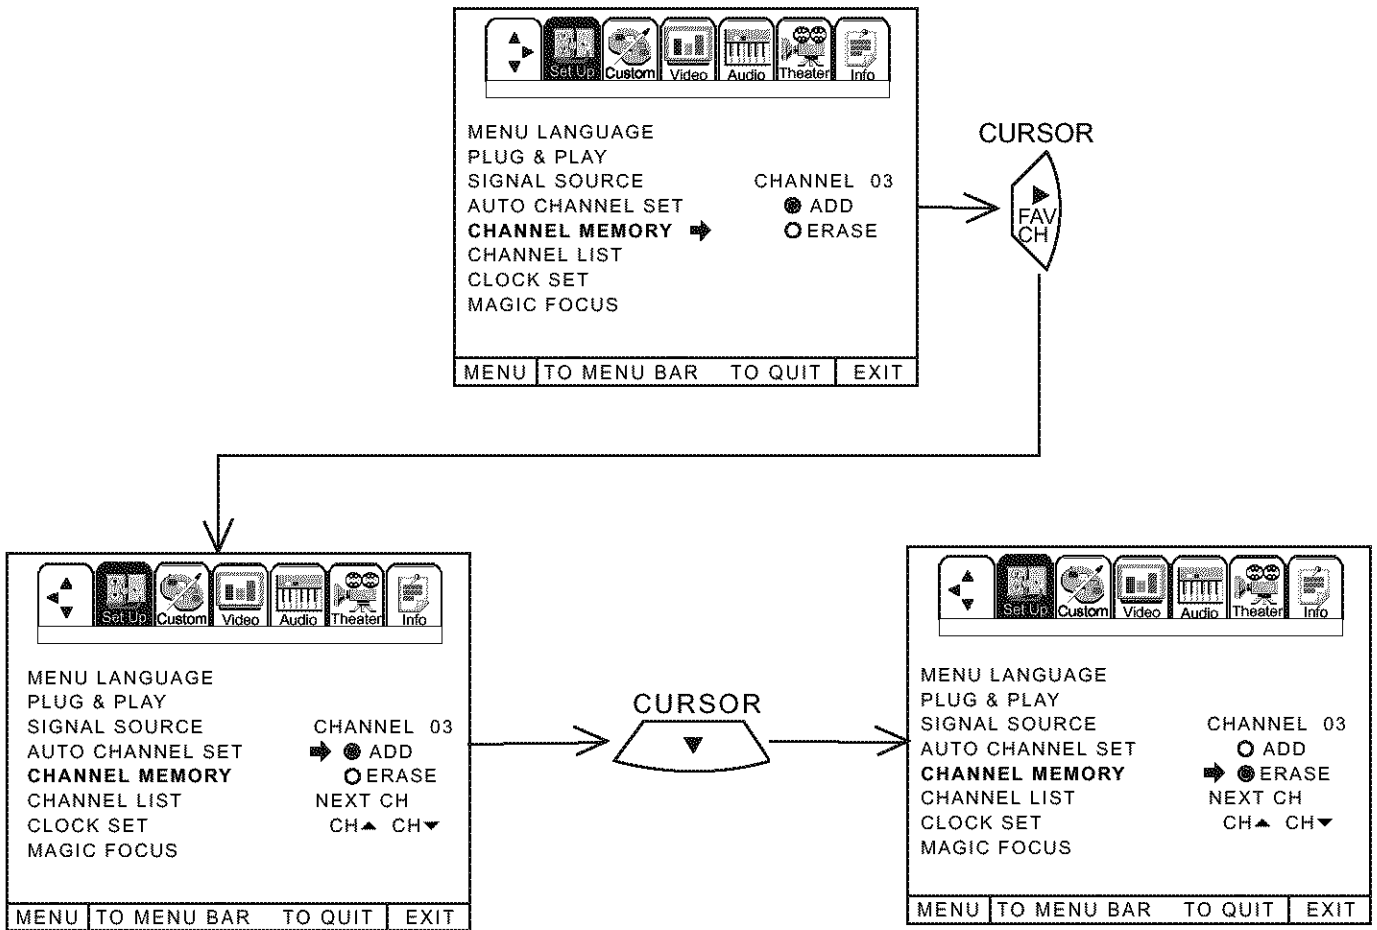 Set Up Custom Video Audio Theater Info
MENU LANGUAGE
PLUG & PLAY
SIGNAL SOURCE CHANNEL 03
AUTO CHANNEL SET ADD
CHANNEL MEMORY ERASE
CHANNEL LIST
CLOCK SET
MAGIC FOCUS
MENU TO MENU BAR TO QUIT EXIT
CURSOR
FAV
CH
Set Up Custom Video Audio Theater Info
MENU LANGUAGE
PLUG & PLAY
SIGNAL SOURCE CHANNEL 03
AUTO CHANNEL SET ADD
CHANNEL MEMORY ERASE
CHANNEL LIST NEXT CH
CLOCK SET CH▲ CH▼
MAGIC FOCUS
MENU TO MENU BAR TO QUIT EXIT
CURSOR
Set Up Custom Video Audio Theater Info
MENU LANGUAGE
PLUG & PLAY
SIGNAL SOURCE CHANNEL 03
AUTO CHANNEL SET ADD
CHANNEL MEMORY ERASE
CHANNEL LIST NEXT CH
CLOCK SET CH▲ CH▼
MAGIC FOCUS
MENU TO MENU BAR TO QUIT EXIT